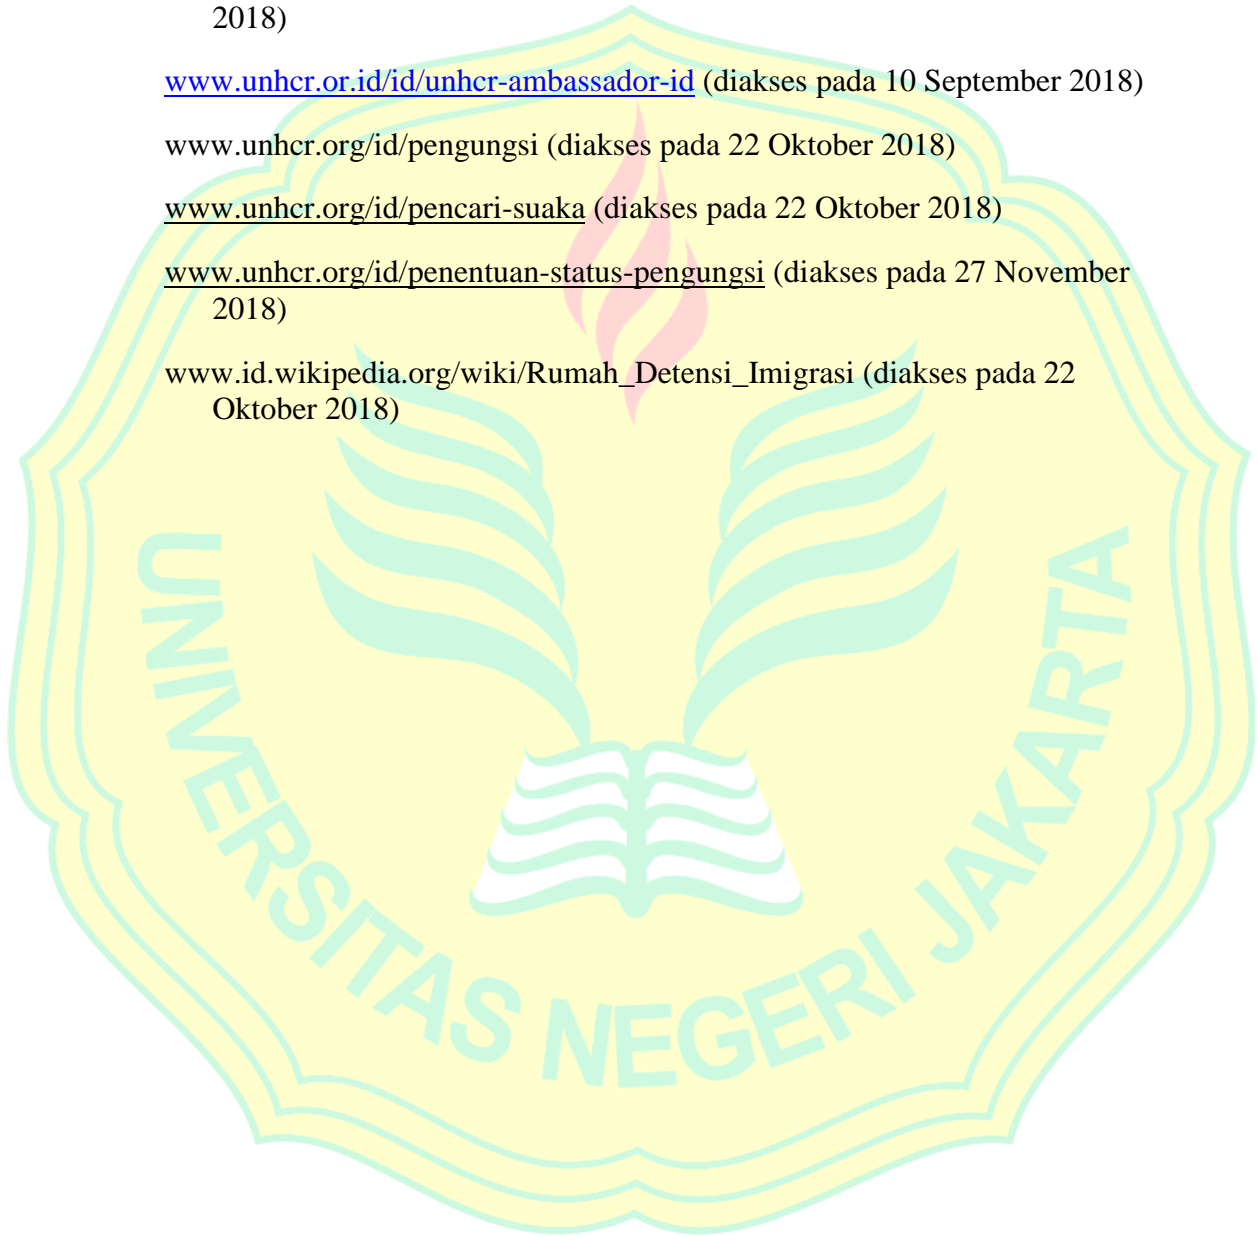 2018)
www.unhcr.or.id/id/unhcr-ambassador-id (diakses pada 10 September 2018)
www.unhcr.org/id/pengungsi (diakses pada 22 Oktober 2018)
www.unhcr.org/id/pencari-suaka (diakses pada 22 Oktober 2018)
www.unhcr.org/id/penentuan-status-pengungsi (diakses pada 27 November
2018)
www.id.wikipedia.org/wiki/Rumah_Detensi_Imigrasi (diakses pada 22
Oktober 2018)
UNIVERSITAS NEGERI JAKARTA